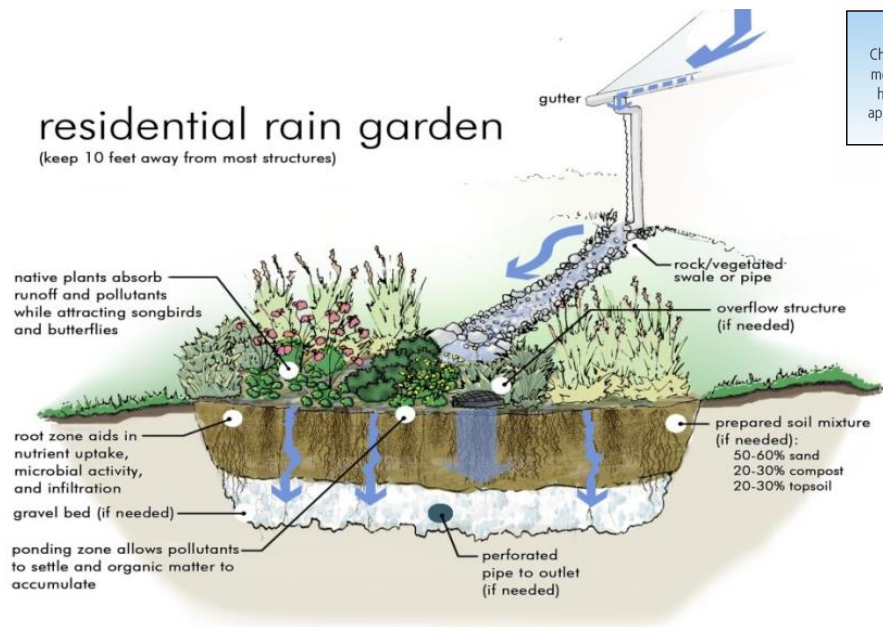 residential rain garden
(keep 10 feet away from most structures)
gutter
rock/vegetated
swale or pipe
native plants absorb
runoff and pollutants
while attracting songbirds
and butterflies
overflow structure
(if needed)
root zone aids in
nutrient uptake,
microbial activity,
and infiltration
prepared soil mixture
(if needed):
50-60% sand
20-30% compost
20-30% topsoil
gravel bed (if needed)
ponding zone allows pollutants
to settle and organic matter to
accumulate
perforated
pipe to outlet
(if needed)